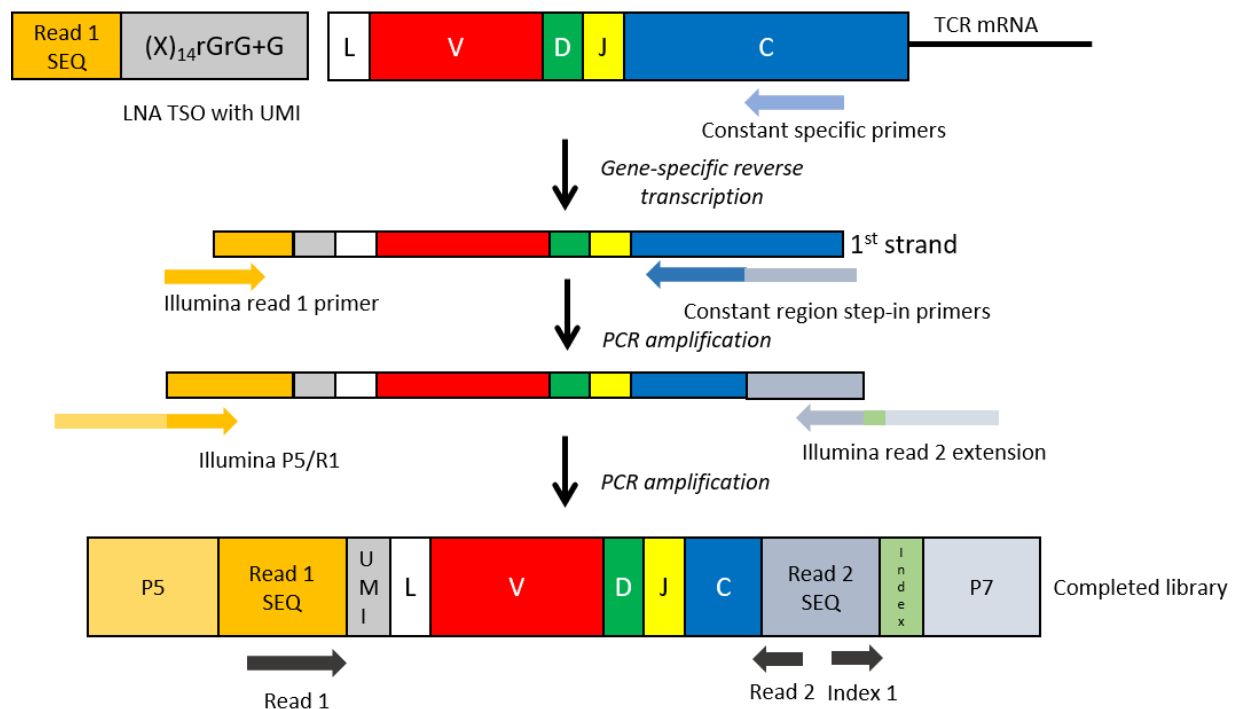 Read 1
SEQ
(X)14rGrG+G
L
V
D
J
C
TCR mRNA
LNA TSO with UMI
Constant specific primers
Gene-specific reverse
transcription
1st strand
Illumina read 1 primer
Constant region step-in primers
PCR amplification
Illumina P5/R1
Illumina read 2 extension
PCR amplification
P5
Read 1
SEQ
U
M
I
L
V
D
J
C
Read 2
SEQ
I
n
d
e
x
P7
Completed library
Read 1
Read 2
Index 1